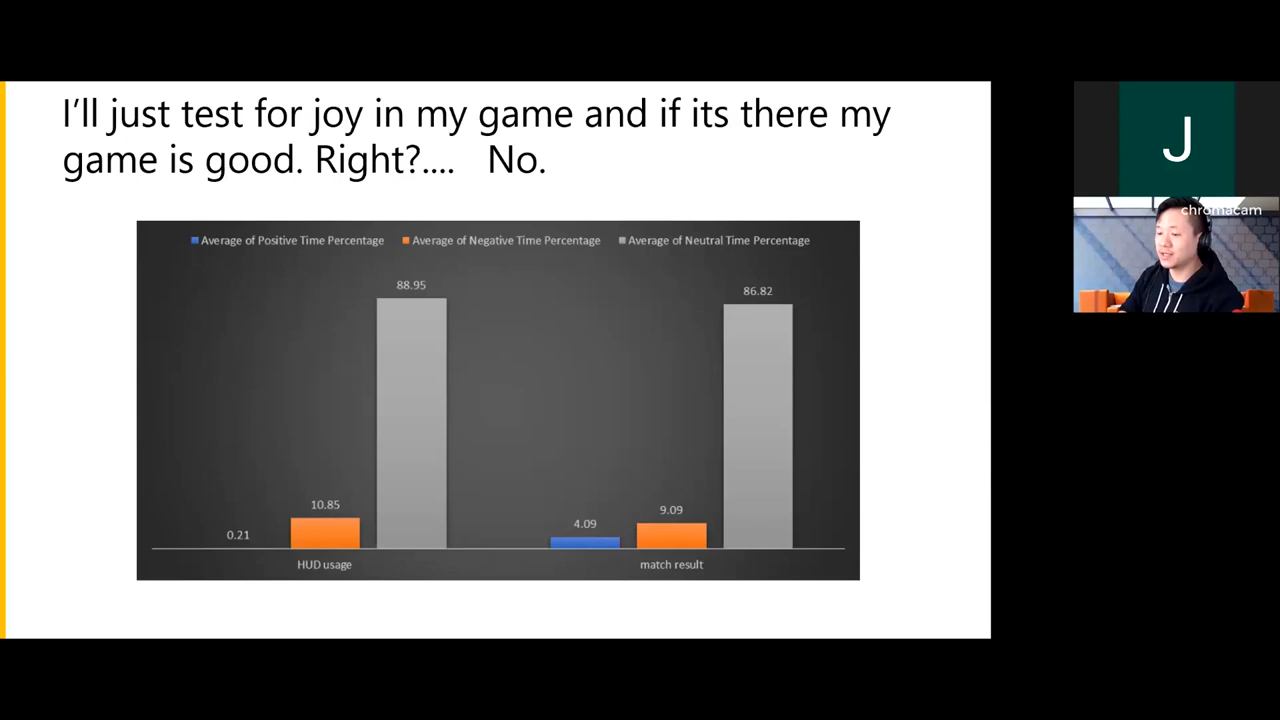 I’ll just test for joy in my game and if its there my
game is good. Right?.... No.
Average of Positive Time Percentage Average of Negative Time Percentage Average of Neutral Time Percentage
88.95
86.82
10.85
9.09
4.09
0.21
HUD usage match result
J
chromacam